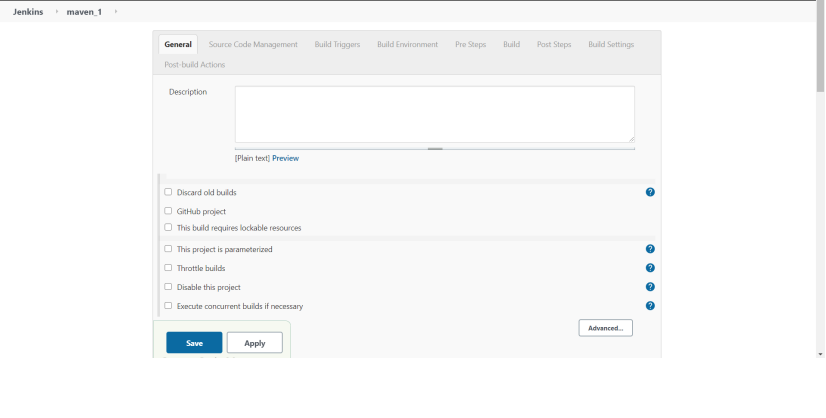 Jenkins maven_1
General Source Code Management Build Triggers Build Environment Pre Steps Build Post Steps Build Settings
Post-build Actions
Description
[Plain text] Preview
Discard old builds
GitHub project
This build requires lockable resources
This project is parameterized
Throttle builds
Disable this project
Execute concurrent builds if necessary
Advanced...
Save Apply